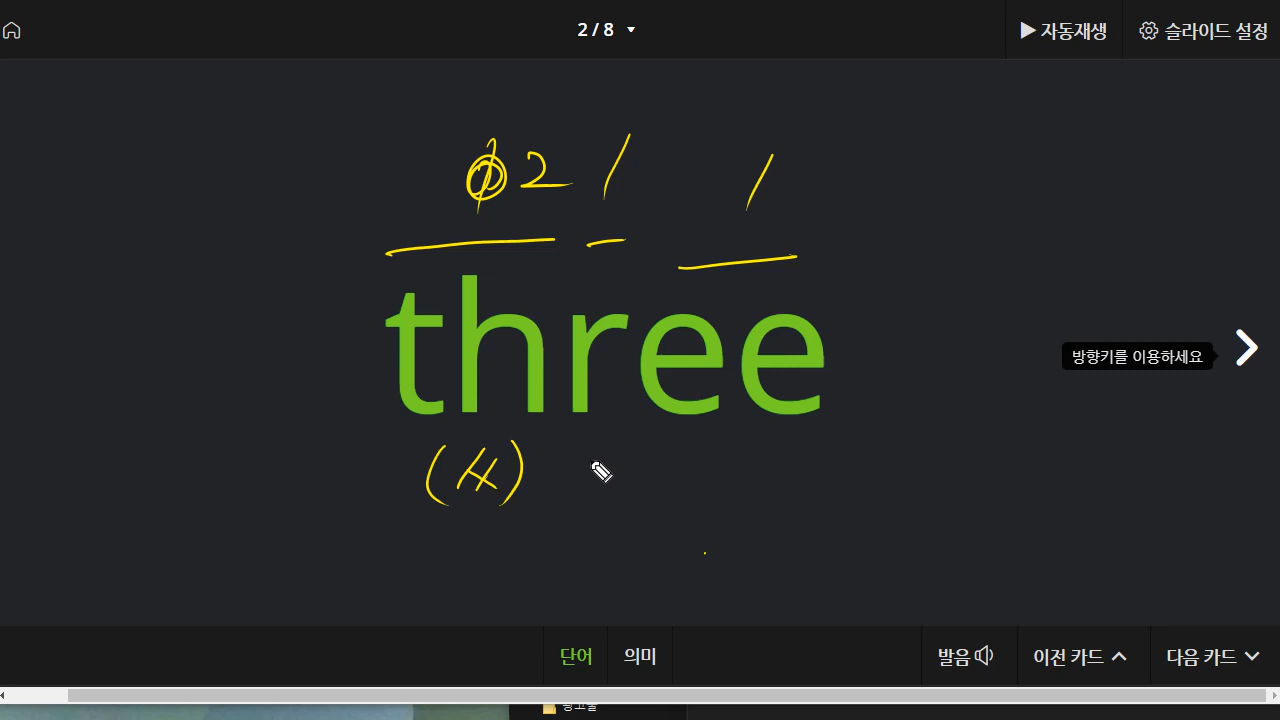 2 / 8 자동재생 슬라이드 설정
2 / /
three
방향키를 이용하세요
(ㅆ)
단어 의미 발음 이전 카드 다음 카드